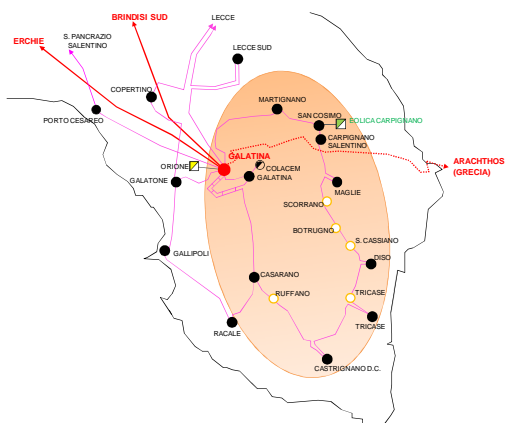 BRINDISI SUD
LECCE
ERCHIE
S. PANCRAZIO
SALENTINO
LECCE SUD
COPERTINO
MARTIGNANO
PORTO CESAREO
SAN COSIMO
EOLICA CARPIGNANO
CARPIGNANO
SALENTINO
GALATINA
ARACHTHOS
(GRECIA)
ORIONE
COLACEM
GALATINA
GALATONE
MAGLIE
SCORRANO
BOTRUGNO
S. CASSIANO
GALLIPOLI
DISO
CASARANO
RUFFANO
TRICASE
RACALE
TRICASE
CASTRIGNANO D.C.